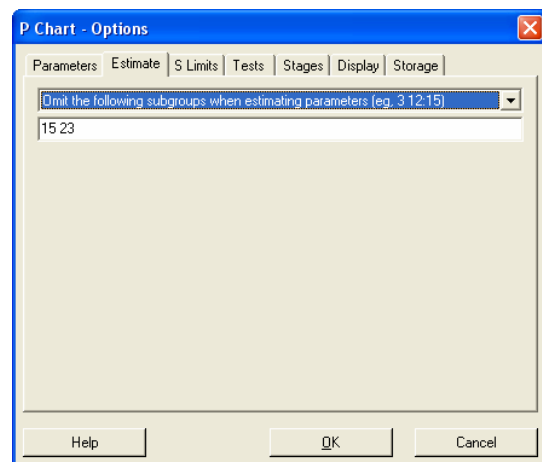 P Chart - Options
Parameters Estimate S Limits Tests Stages Display Storage
Omit the following subgroups when estimating parameters (eg, 3 12:15)
15 23
Help OK Cancel